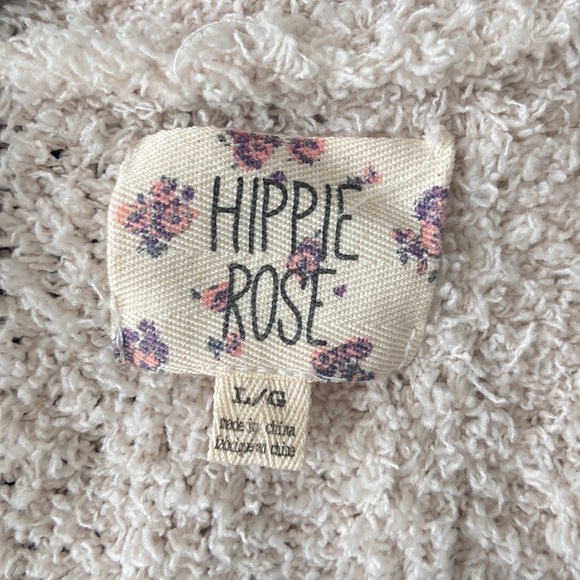 HIPPIE
ROSE
L/G
made in china
fabriqué en chine